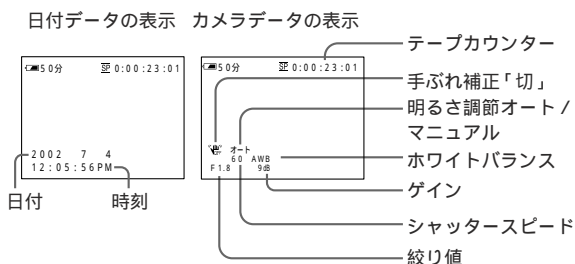 日付データの表示 カメラデータの表示
50分 SP 0:00:23:01
2002 7 4
12:05:56PM
日付 時刻
50分 SP 0:00:23:01
オート
60 AWB
F1.8 9dB
テープカウンター
手ぶれ補正「切」
明るさ調節オート/
マニュアル
ホワイトバランス
ゲイン
シャッタースピード
絞り値